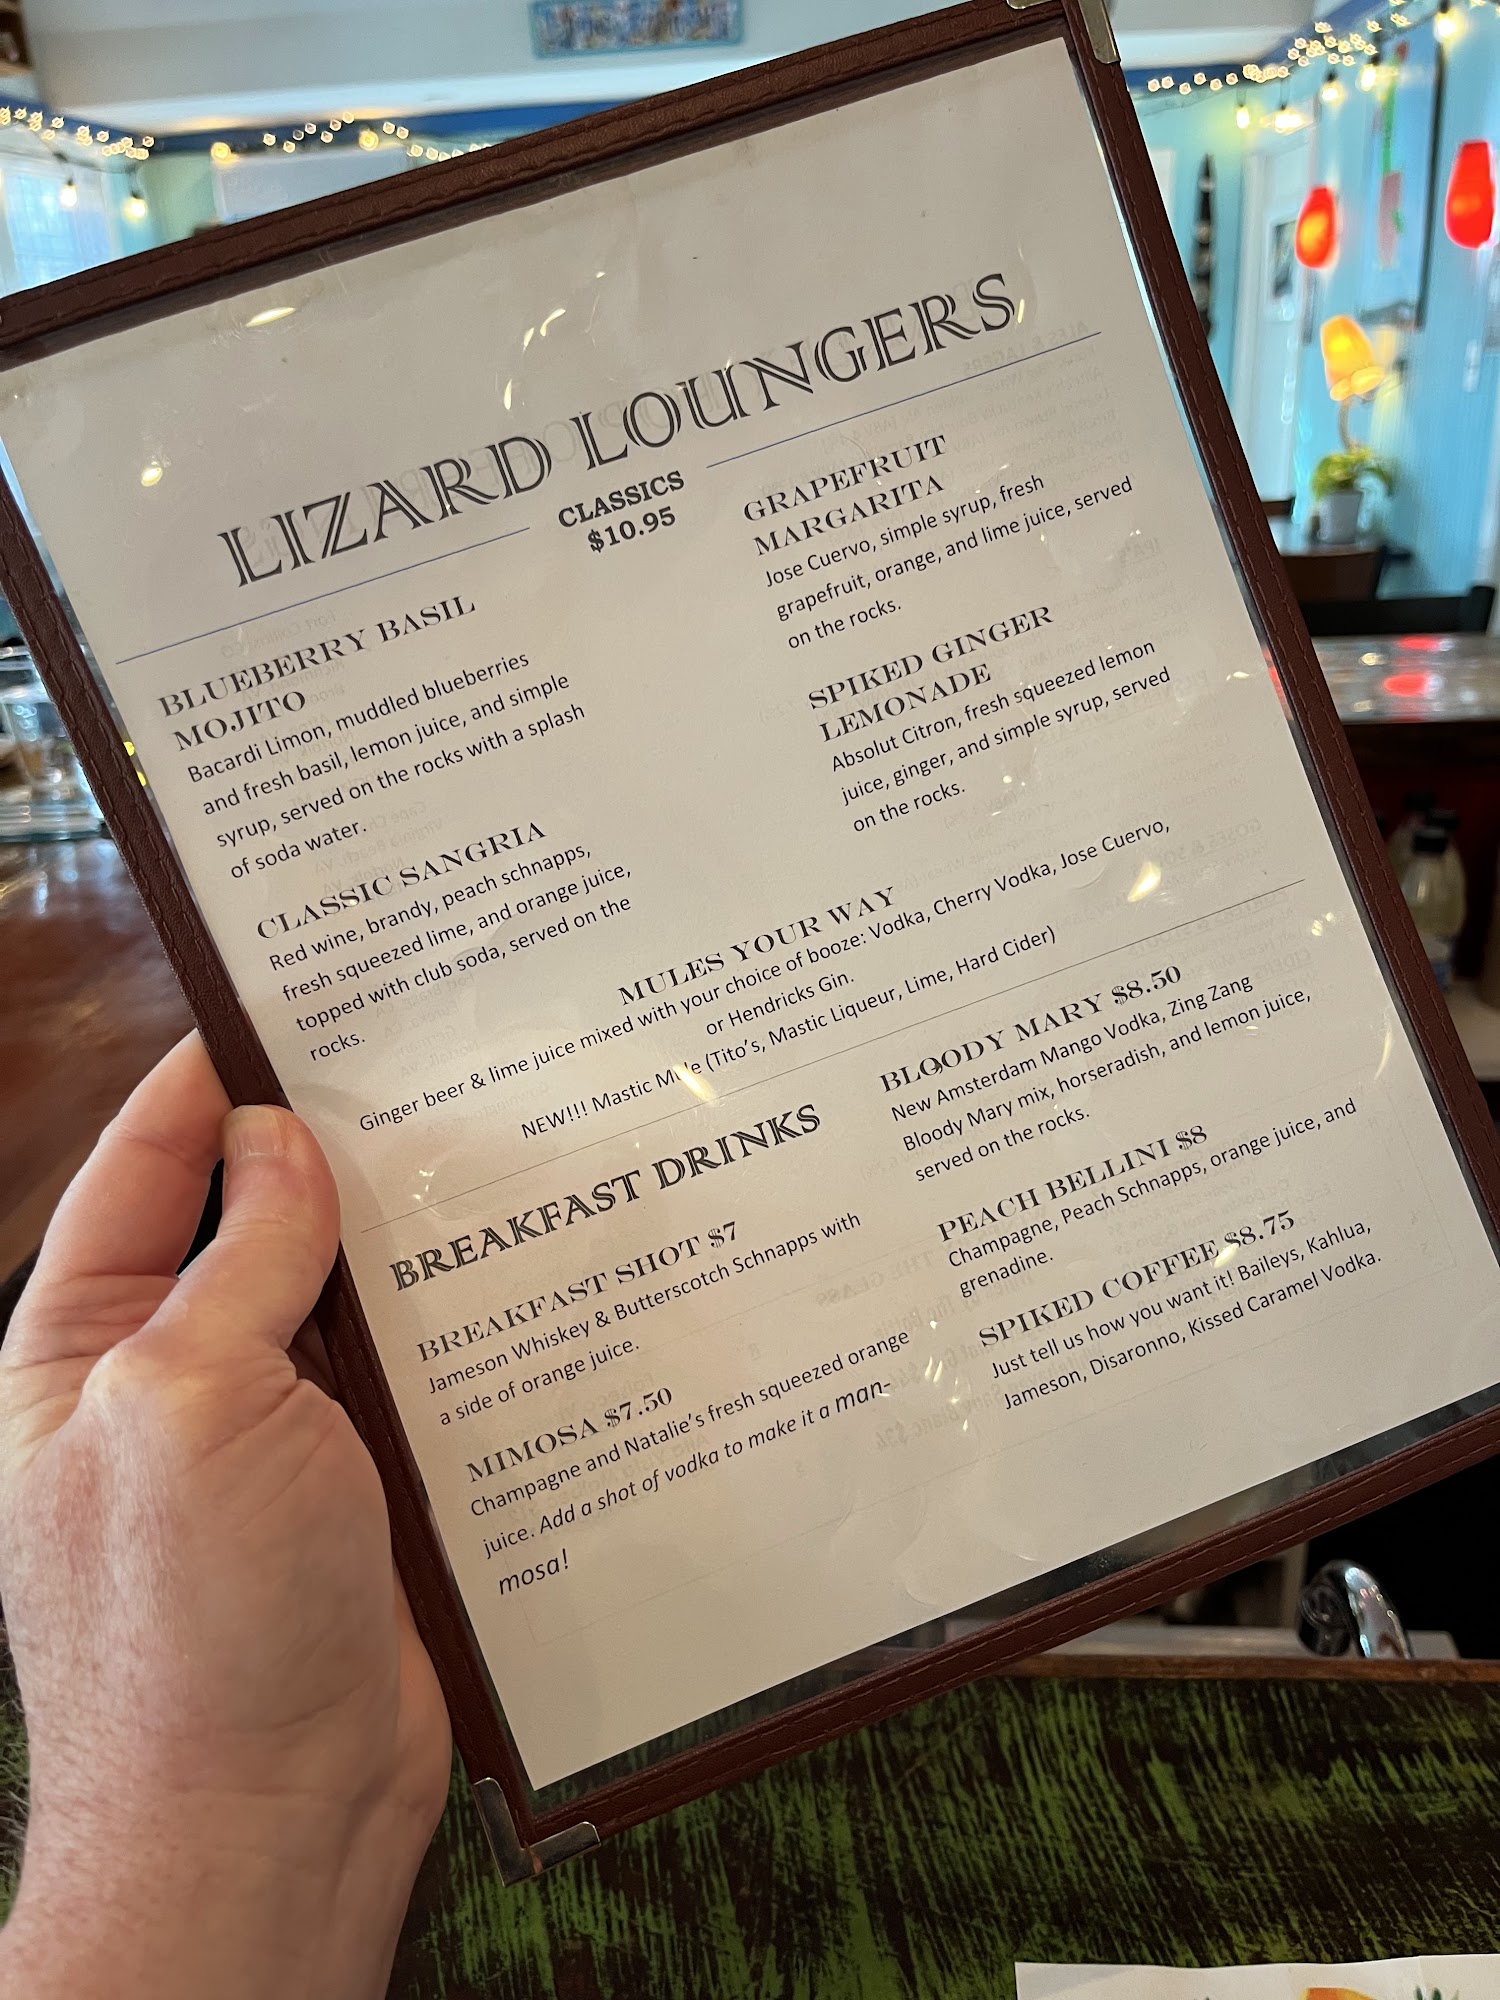 LIZARD LOUNGERS
CLASSICS
$10.95
BLUEBERRY BASIL
MOJITO
Bacardi Limon, muddled blueberries
and fresh basil, lemon juice, and simple
syrup, served on the rocks with a splash
of soda water.
CLASSIC SANGRIA
Red wine, brandy, peach schnapps,
fresh squeezed lime, and orange juice,
topped with club soda, served on the
rocks.
GRAPEFRUIT
MARGARITA
Jose Cuervo, simple syrup, fresh
grapefruit, orange, and lime juice, served
on the rocks.
SPIKED GINGER
LEMONADE
Absolut Citron, fresh squeezed lemon
juice, ginger, and simple syrup, served
on the rocks.
MULES YOUR WAY
Ginger beer & lime juice mixed with your choice of booze: Vodka, Cherry Vodka, Jose Cuervo,
or Hendricks Gin.
NEW!!! Mastic Mule (Tito's, Mastic Liqueur, Lime, Hard Cider)
BREAKFAST DRINKS
BREAKFAST SHOT $7
Jameson Whiskey & Butterscotch Schnapps with
a side of orange juice.
MIMOSA $7.50
Champagne and Natalie's fresh squeezed orange
juice. Add a shot of vodka to make it a man-
mosa!
BLOODY MARY $8.50
New Amsterdam Mango Vodka, Zing Zang
Bloody Mary mix, horseradish, and lemon juice,
served on the rocks.
PEACH BELLINI $8
Champagne, Peach Schnapps, orange juice, and
grenadine.
SPIKED COFFEE $8.75
Just tell us how you want it! Baileys, Kahlua,
Jameson, Disaronno, Kissed Caramel Vodka.